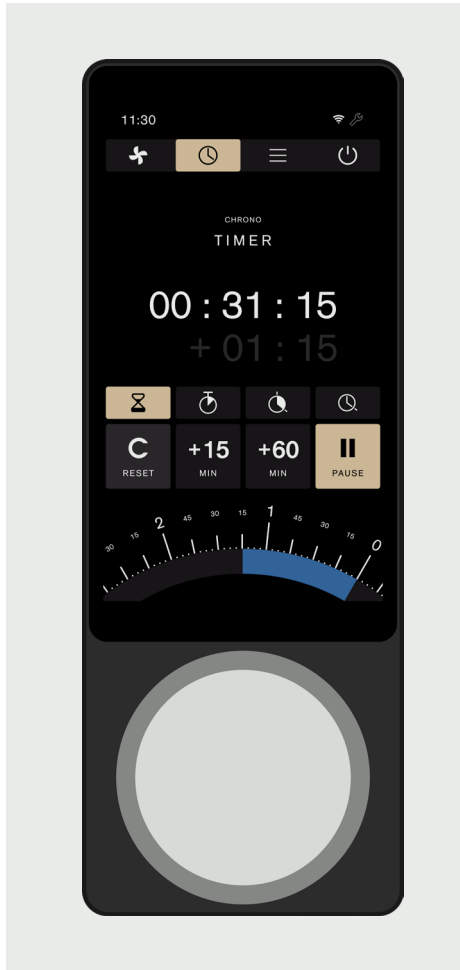 11:30
CHRONO
TIMER
00 : 31 : 15
+ 01 : 15
C +15 +60
RESET MIN MIN PAUSE
30 15 2 45 30 15 1 45 30 15 0